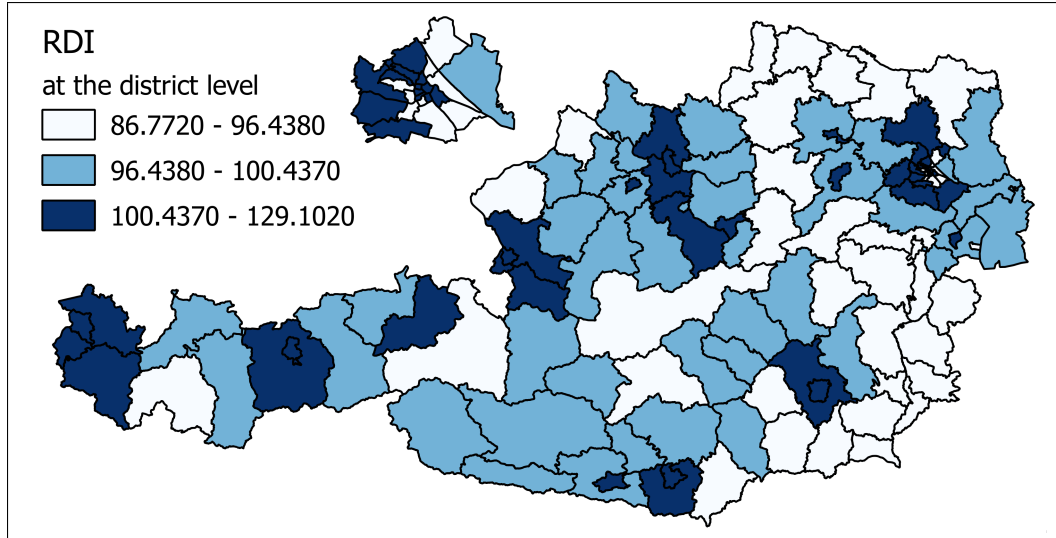 RDI
at the district level
86.7720 - 96.4380
96.4380 - 100.4370
100.4370 - 129.1020